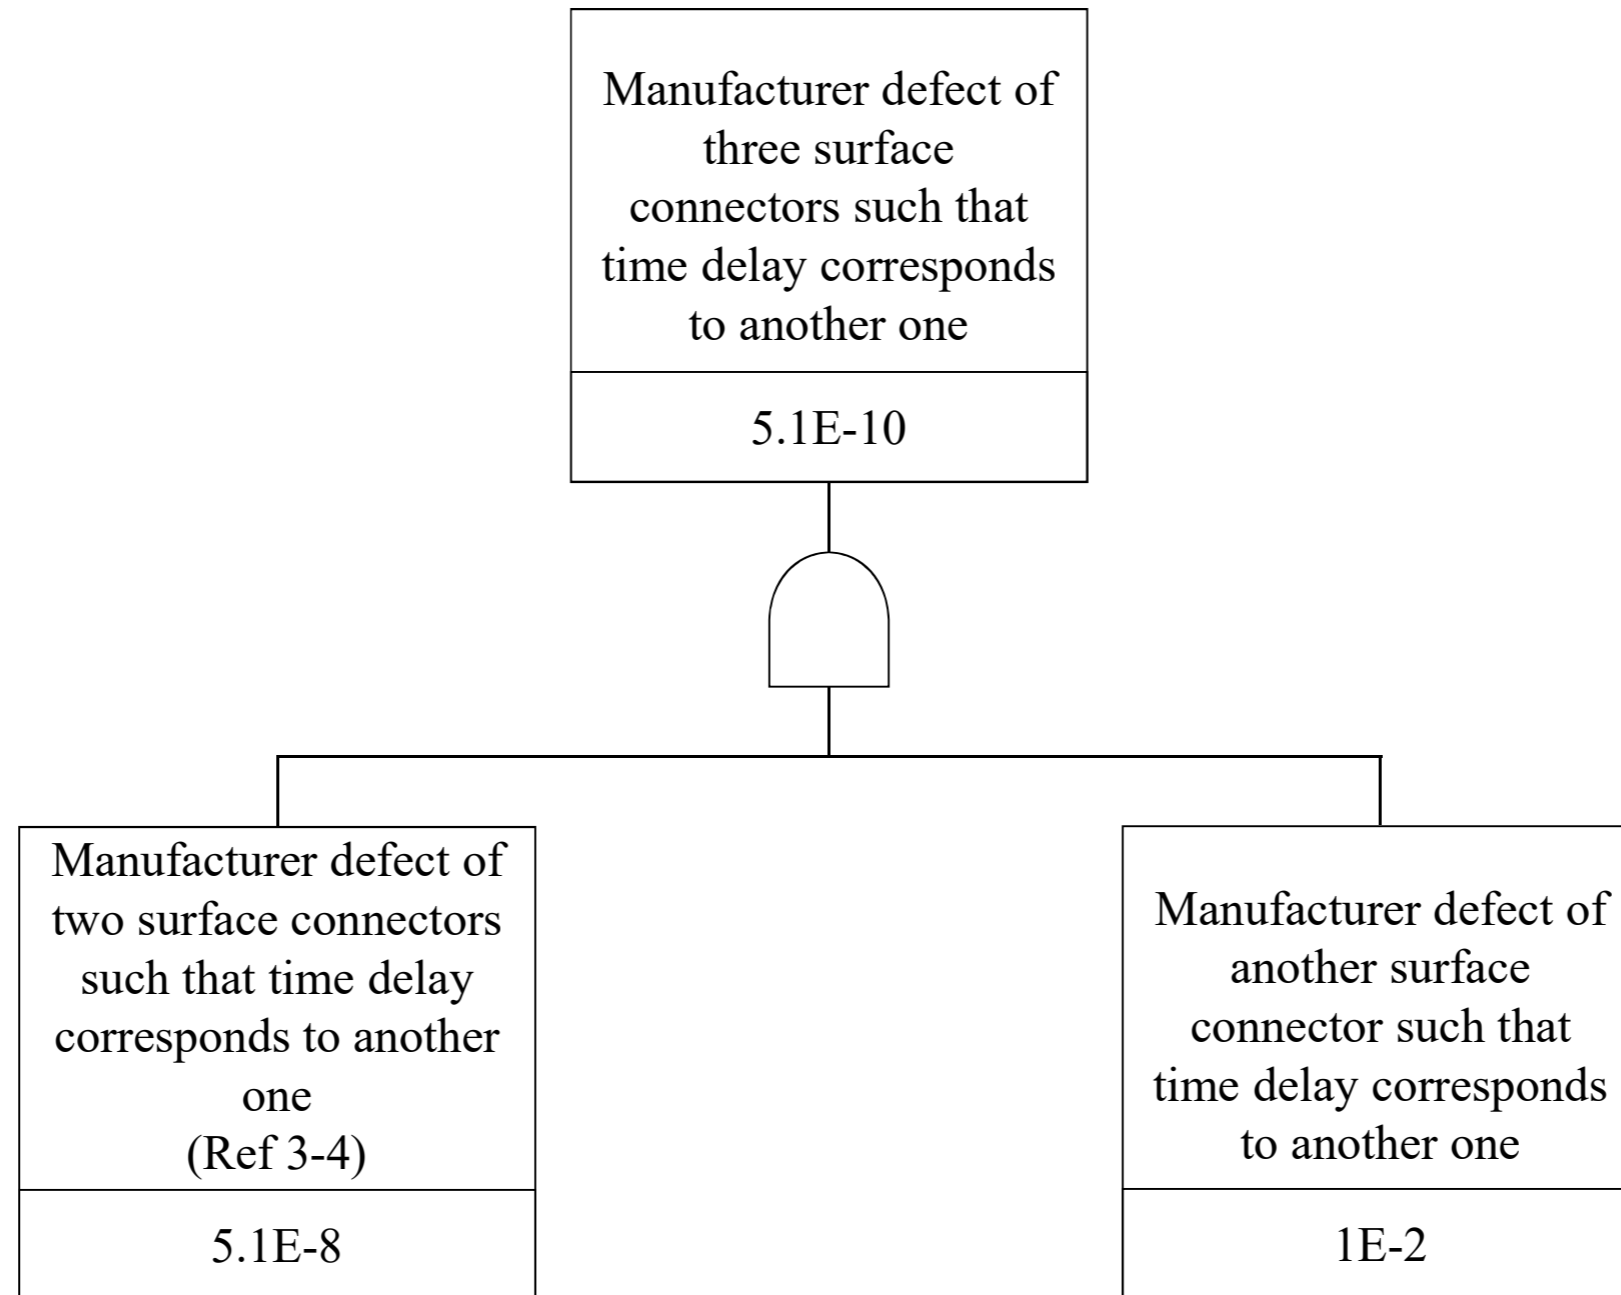 Manufacturer defect of
three surface
connectors such that
time delay corresponds
to another one
5.1E-10
Manufacturer defect of
two surface connectors
such that time delay
corresponds to another
one
(Ref 3-4)
5.1E-8
Manufacturer defect of
another surface
connector such that
time delay corresponds
to another one
1E-2